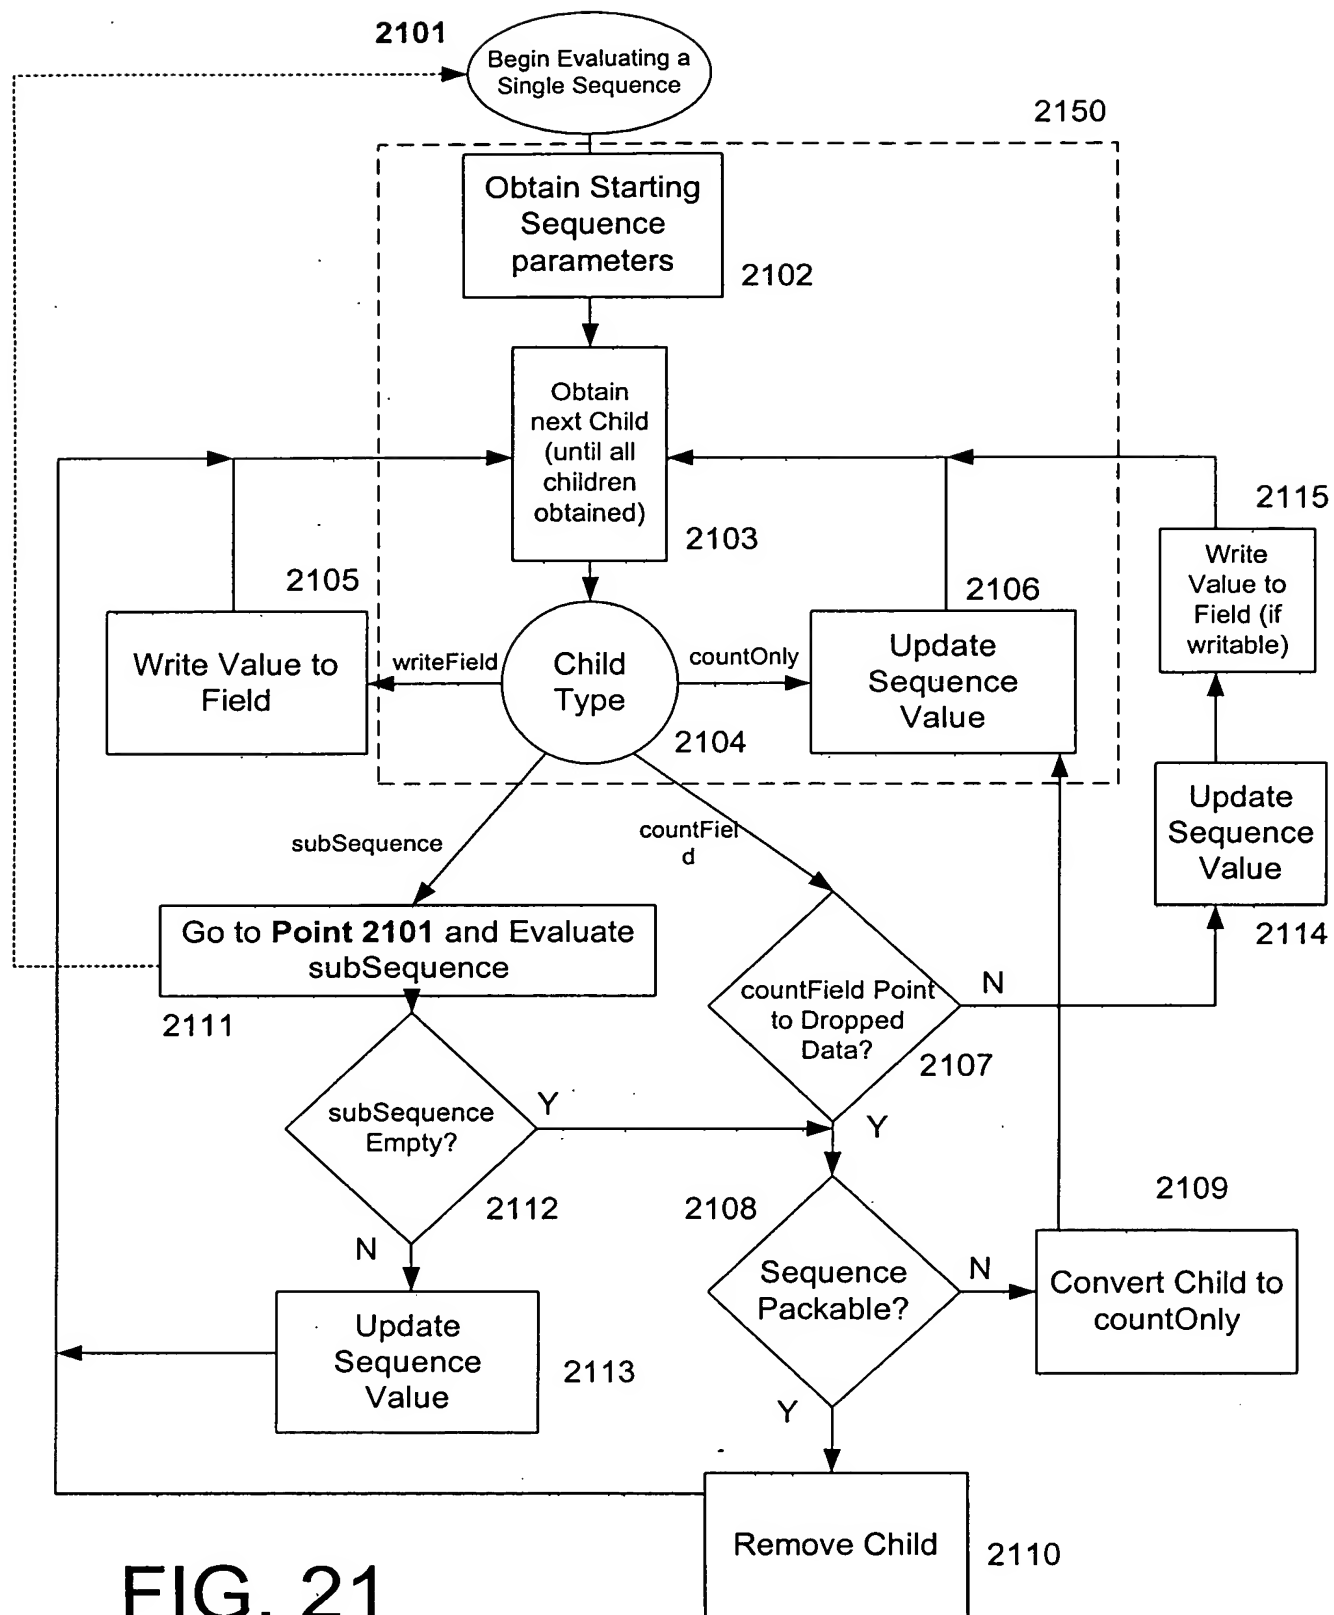 2101
Begin Evaluating a
Single Sequence
2150
Obtain Starting
Sequence
parameters
2102
Obtain
next Child
(until all
children
obtained)
2103
2115
Write
Value to
Field (if
writable)
2105
Write Value to
Field
writeField
Child
Type
2104
countOnly
2106
Update
Sequence
Value
Update
Sequence
Value
2114
subSequence
countFiel
d
Go to Point 2101 and Evaluate
subSequence
2111
countField Point
to Dropped
Data?
2107
N
Y
subSequence
Empty?
2112
Y
N
2108
Sequence
Packable?
N
Y
2109
Convert Child to
countOnly
Update
Sequence
Value
2113
Remove Child
2110
FIG. 21